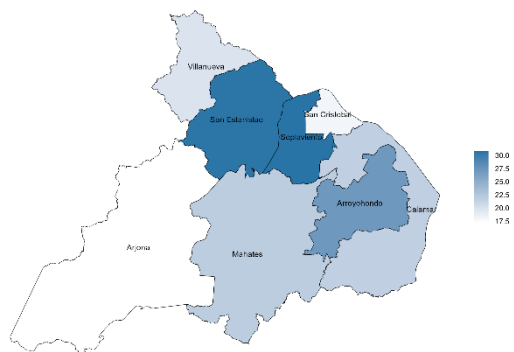 Villanueva
San Estanislao
San Cristobal
Soplaviento
Arroyohondo
Calamar
Arjona
Mahates
30.0
27.5
25.0
22.5
20.0
17.5